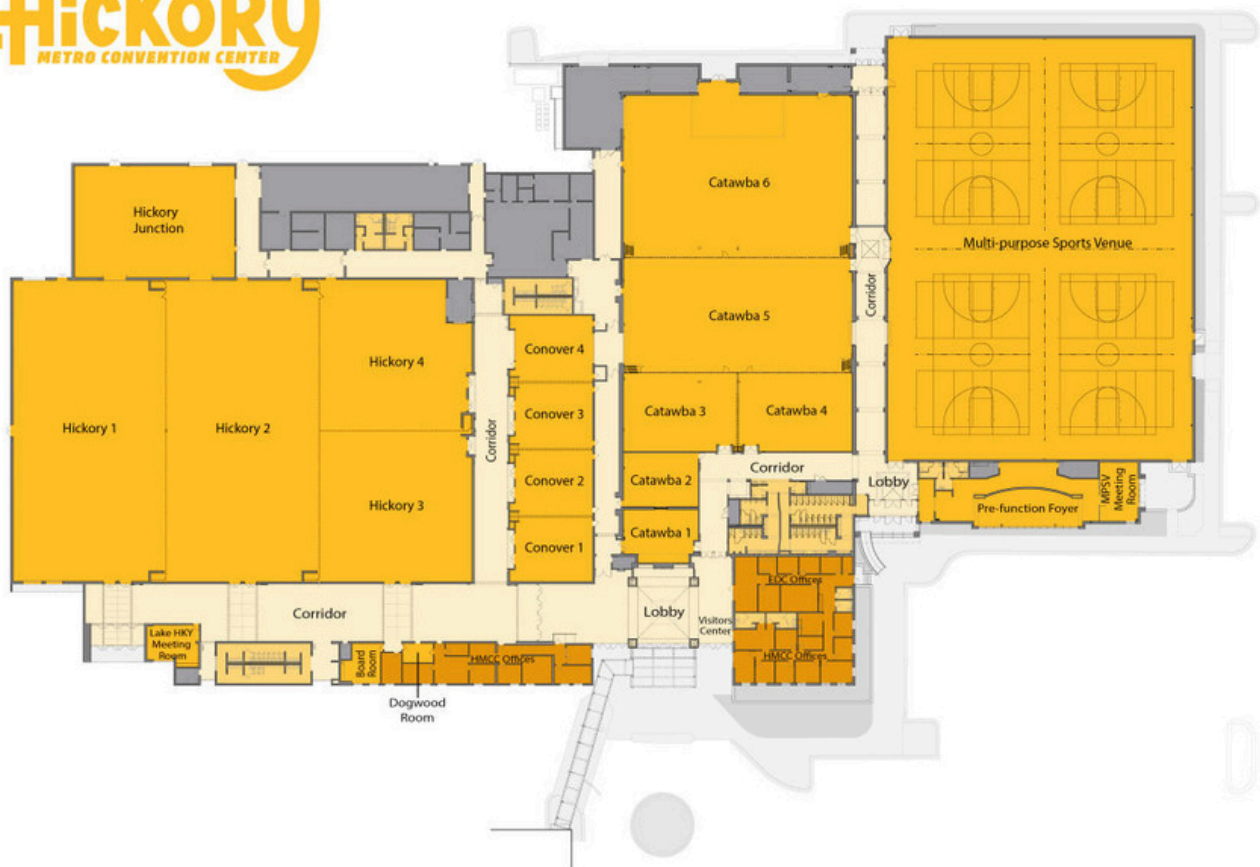 HICKORY
METRO CONVENTION CENTER
Hickory
Junction
Catawba 6
Multi-purpose Sports Venue
Corridor
Catawba 5
Conover 4
Hickory 4
Conover 3
Catawba 3
Catawba 4
Hickory 1
Hickory 2
Corridor
Corridor
Conover 2
Catawba 2
Lobby
MPSV
Meeting
Room
Hickory 3
Pre-function Foyer
Conover 1
Catawba 1
EDC Offices
Corridor
Lobby
Visitors
Center
Lake HKY
Meeting
Room
Board
Room
HMCC Offices
HMCC Offices
Dogwood
Room